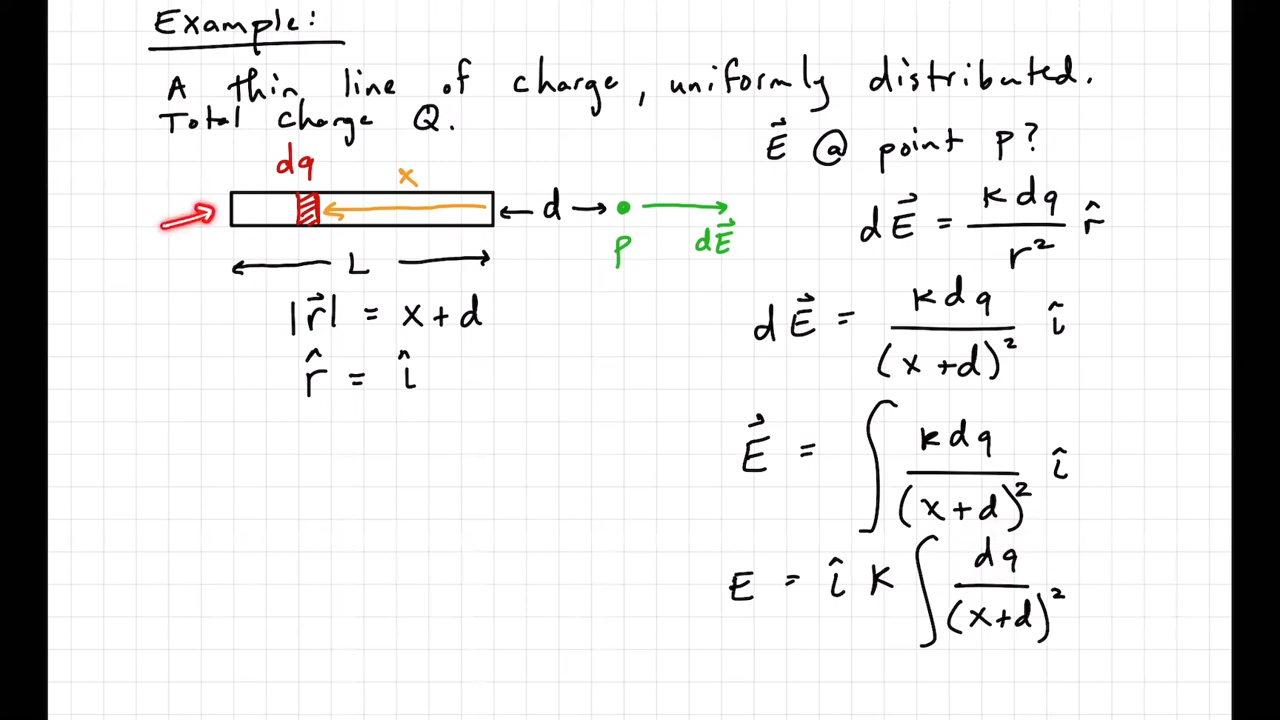 Example:
A thin line of charge, uniformly distributed.
Total charge Q.
E⃗ @ point P?
dq
x
d
P
dE⃗
L
dE⃗ = k dq / r² r̂
|r⃗| = x + d
r̂ = î
dE⃗ = k dq / (x + d)² î
E⃗ = ∫ k dq / (x + d)² î
E = î k ∫ dq / (x + d)²